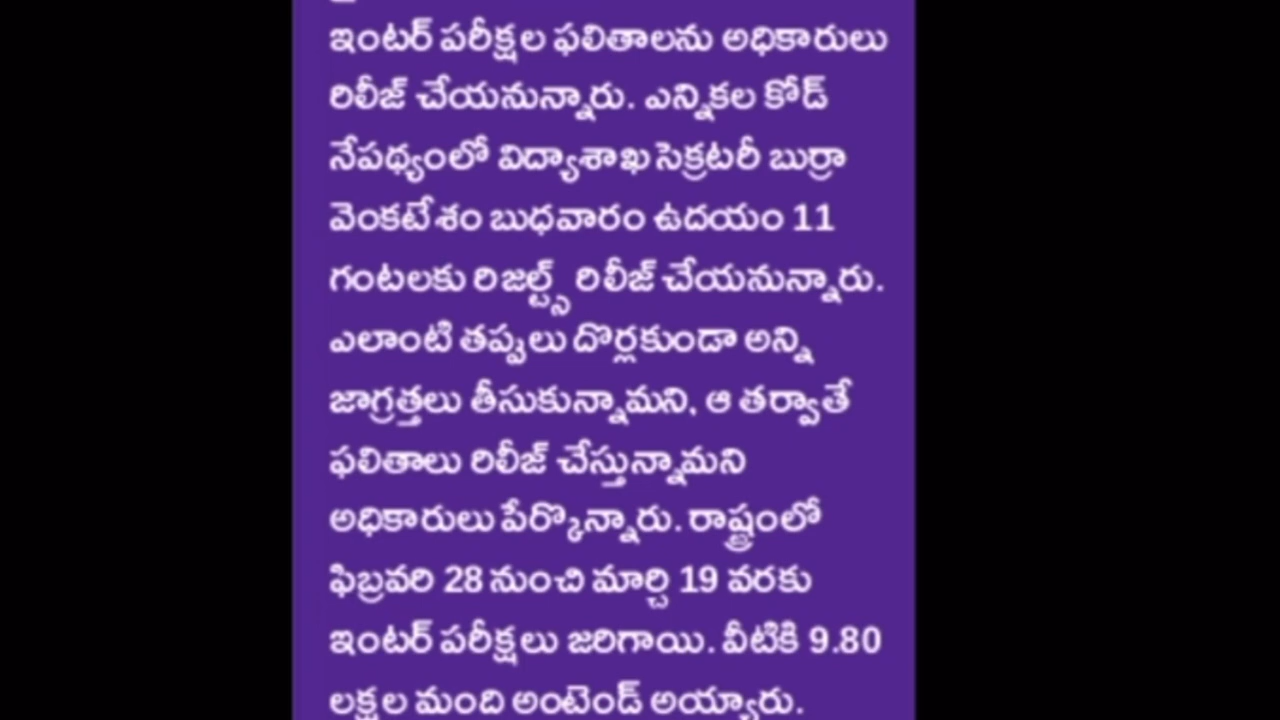 ఇంటర్ పరీక్షల ఫలితాలను అధికారులు
రిలీజ్ చేయనున్నారు. ఎన్నికల కోడ్
నేపథ్యంలో విద్యాశాఖ సెక్రటరీ బుర్రా
వెంకటేశం బుధవారం ఉదయం 11
గంటలకు రిజల్ట్స్ రిలీజ్ చేయనున్నారు.
ఎలాంటి తప్పులు దొర్లకుండా అన్ని
జాగ్రత్తలు తీసుకున్నామని, ఆ తర్వాతే
ఫలితాలు రిలీజ్ చేస్తున్నామని
అధికారులు పేర్కొన్నారు. రాష్ట్రంలో
ఫిబ్రవరి 28 నుంచి మార్చి 19 వరకు
ఇంటర్ పరీక్షలు జరిగాయి. వీటికి 9.80
లక్షల మంది అంటెండ్ అయ్యారు.